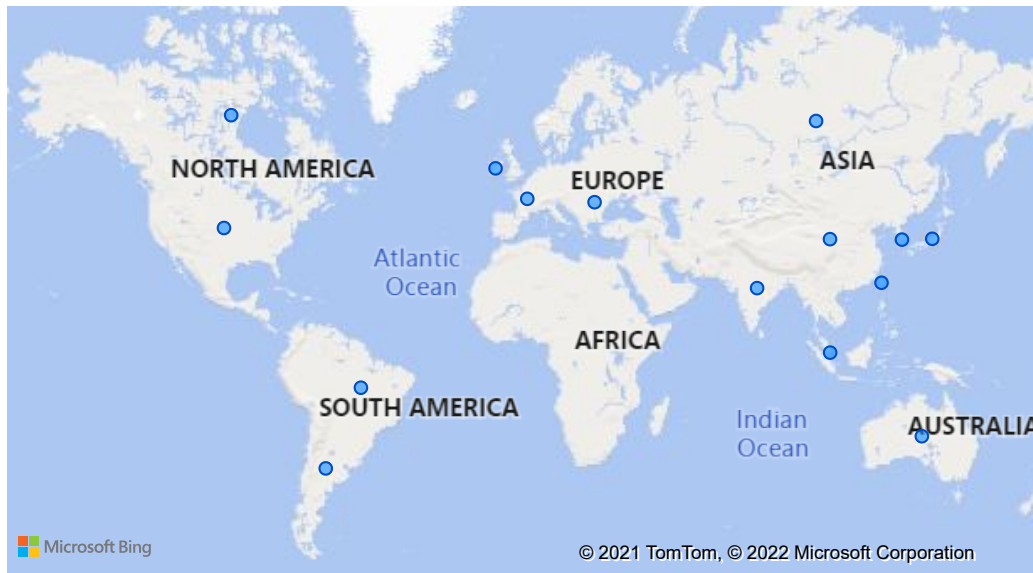 NORTH AMERICA
EUROPE
ASIA
Atlantic
Ocean
AFRICA
SOUTH AMERICA
Indian
Ocean
AUSTRALIA
Microsoft Bing
© 2021 TomTom, © 2022 Microsoft Corporation